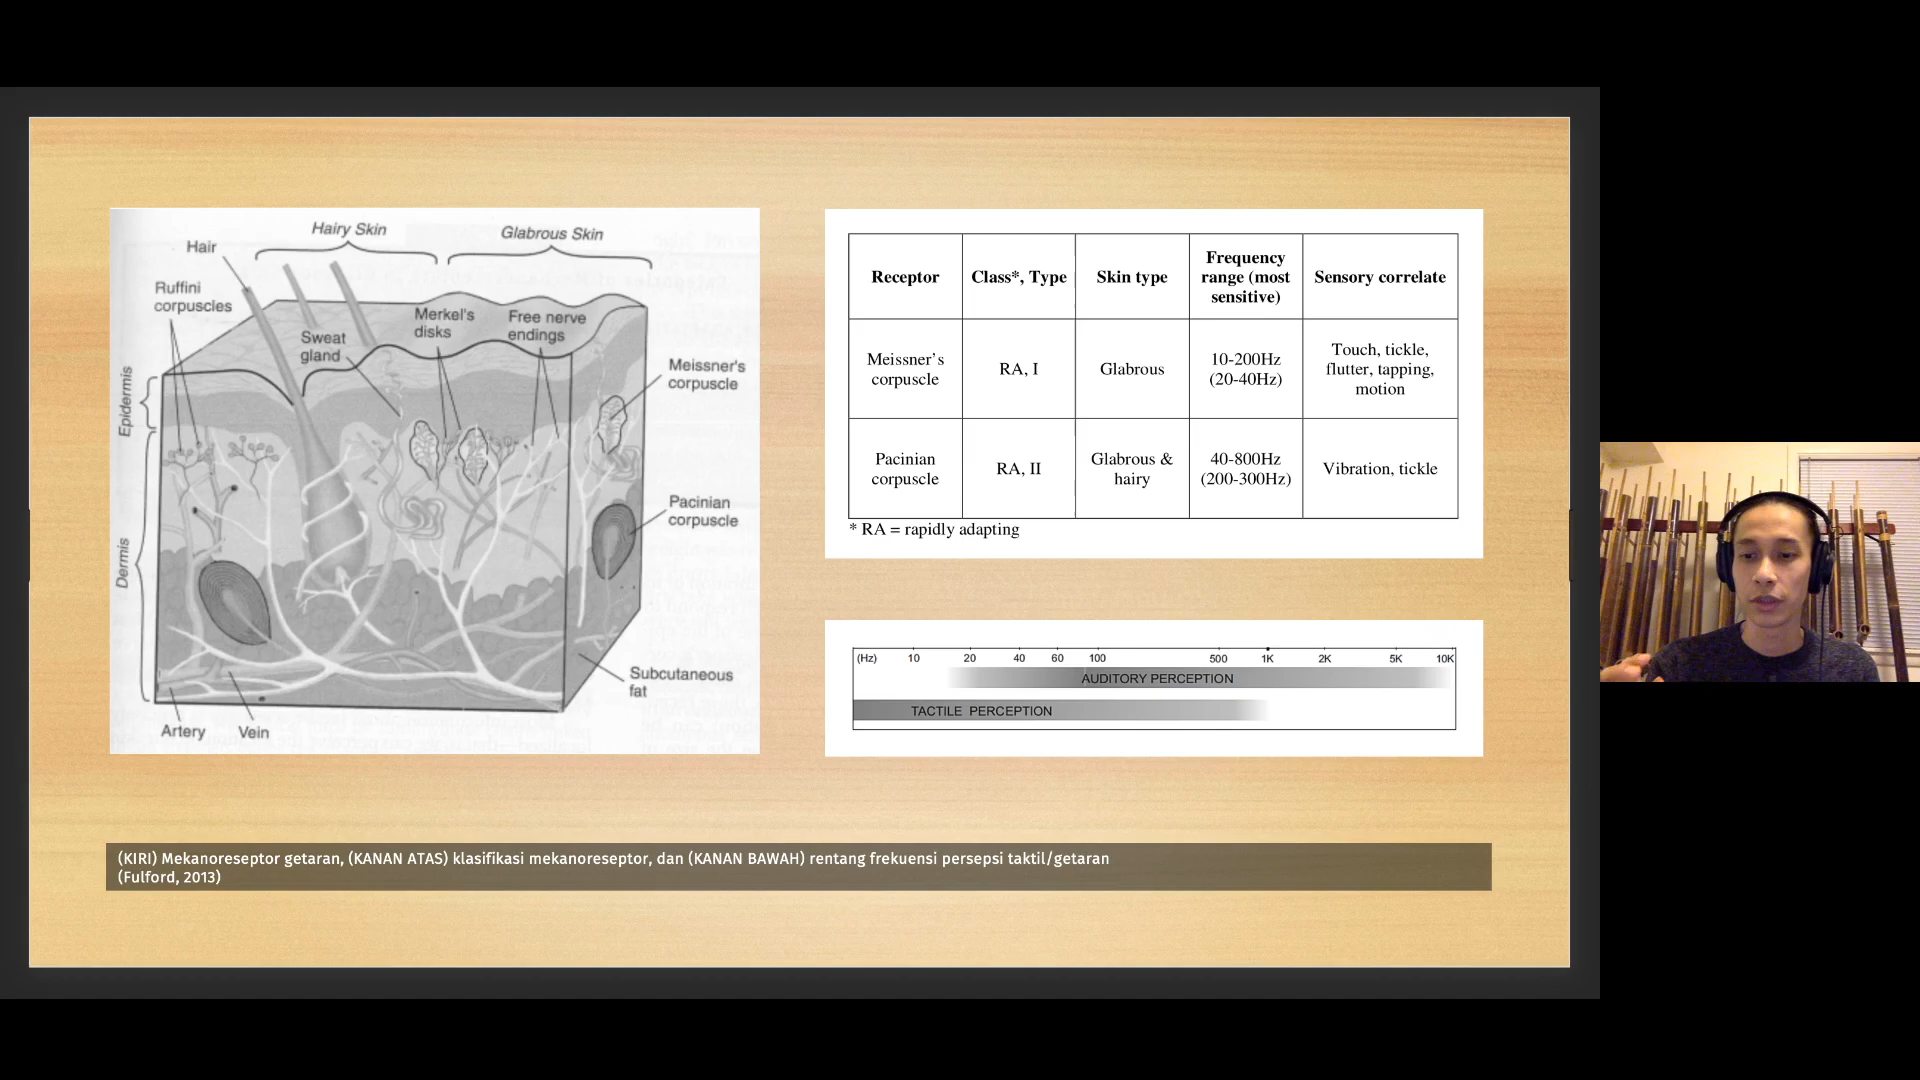 Hairy Skin
Glabrous Skin
Hair
Ruffini
corpuscles
Sweat
gland
Merkel's
disks
Free nerve
endings
Meissner's
corpuscle
Epidermis
Pacinian
corpuscle
Dermis
Subcutaneous
fat
Artery
Vein
Receptor Class*, Type Skin type Frequency range (most sensitive) Sensory correlate
Meissner's corpuscle RA, I Glabrous 10-200Hz (20-40Hz) Touch, tickle, flutter, tapping, motion
Pacinian corpuscle RA, II Glabrous & hairy 40-800Hz (200-300Hz) Vibration, tickle
* RA = rapidly adapting
(Hz) 10 20 40 60 100 500 1K 2K 5K 10K
AUDITORY PERCEPTION
TACTILE PERCEPTION
(KIRI) Mekanoreseptor getaran, (KANAN ATAS) klasifikasi mekanoreseptor, dan (KANAN BAWAH) rentang frekuensi persepsi taktil/getaran
(Fulford, 2013)